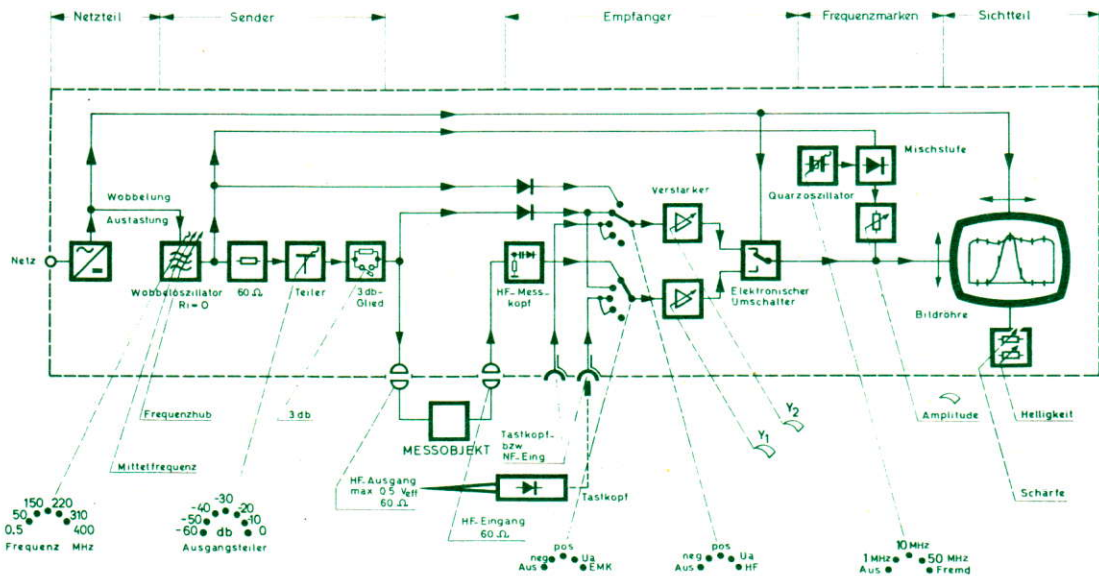 Netzteil Sender Empfänger Frequenzmarken Sichtteil
Mischstufe
Quarzoszillator
Wobbelung
Austastung
Verstärker
Netz
Wobbeloszillator
Ri=0
60 Ω
Teiler
3db-
Glied
HF-Mess-
kopf
Elektronischer
Umschalter
Bildröhre
Frequenzhub
3db
MESSOBJEKT
Tastkopf-
bzw
NF-Eing
Y1
Y2
Amplitude
Helligkeit
Mittelfrequenz
HF-Ausgang
max 0.5 Veff
60 Ω
Tastkopf
Schärfe
HF-Eingang
60 Ω
0.5 50 150 220 310 400
Frequenz MHz
-60 -50 -40 -30 -20 -10 0
db
Ausgangsteiler
Aus neg pos Ua EMK
Aus neg pos Ua HF
Aus 1 MHz 10 MHz 50 MHz Fremd